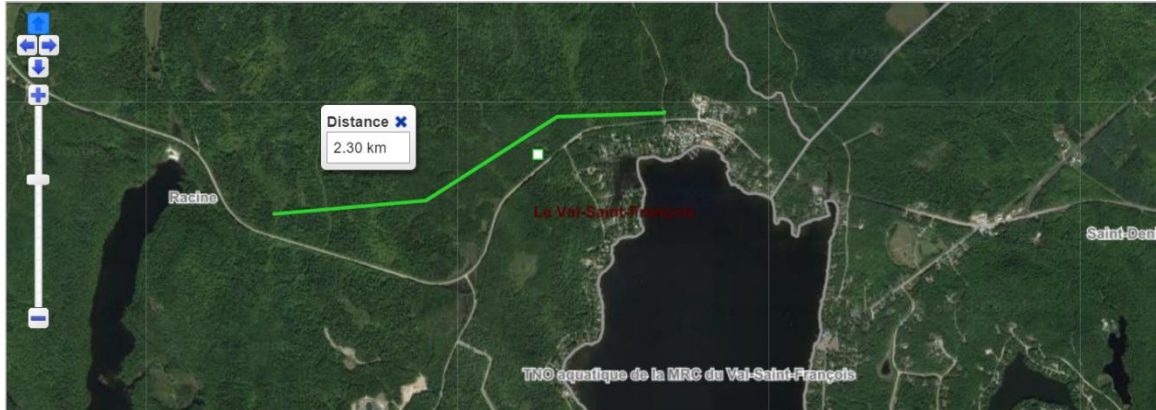 Distance
2.30 km
Racine
Le Val-Saint-François
Saint-Deni
TNO aquatique de la MRC du Val-Saint-François